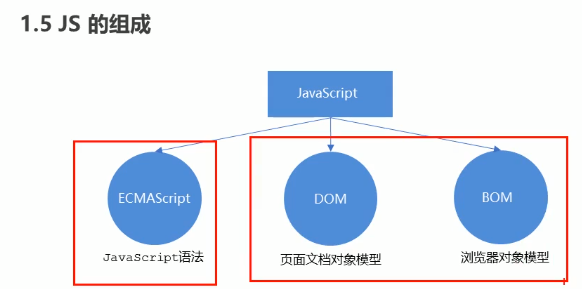 1.5 JS 的组成
JavaScript
ECMAScript
DOM
BOM
JavaScript语法
页面文档对象模型
浏览器对象模型